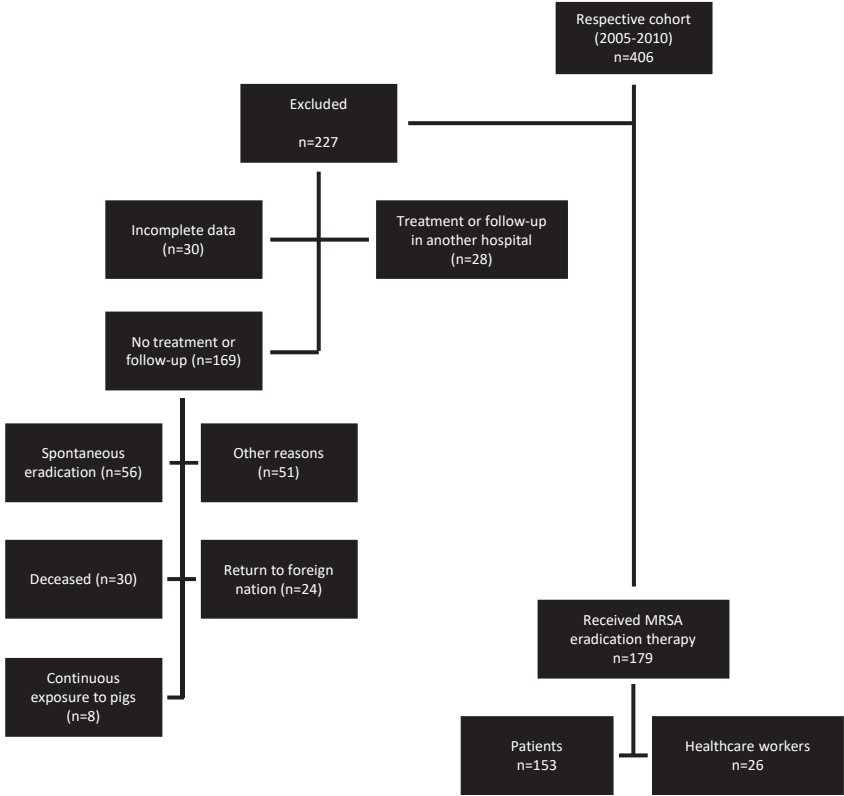 Respective cohort
(2005-2010)
n=406
Excluded
n=227
Incomplete data
(n=30)
Treatment or follow-up
in another hospital
(n=28)
No treatment or
follow-up (n=169)
Spontaneous
eradication (n=56)
Other reasons
(n=51)
Deceased (n=30)
Return to foreign
nation (n=24)
Continuous
exposure to pigs
(n=8)
Received MRSA
eradication therapy
n=179
Patients
n=153
Healthcare workers
n=26